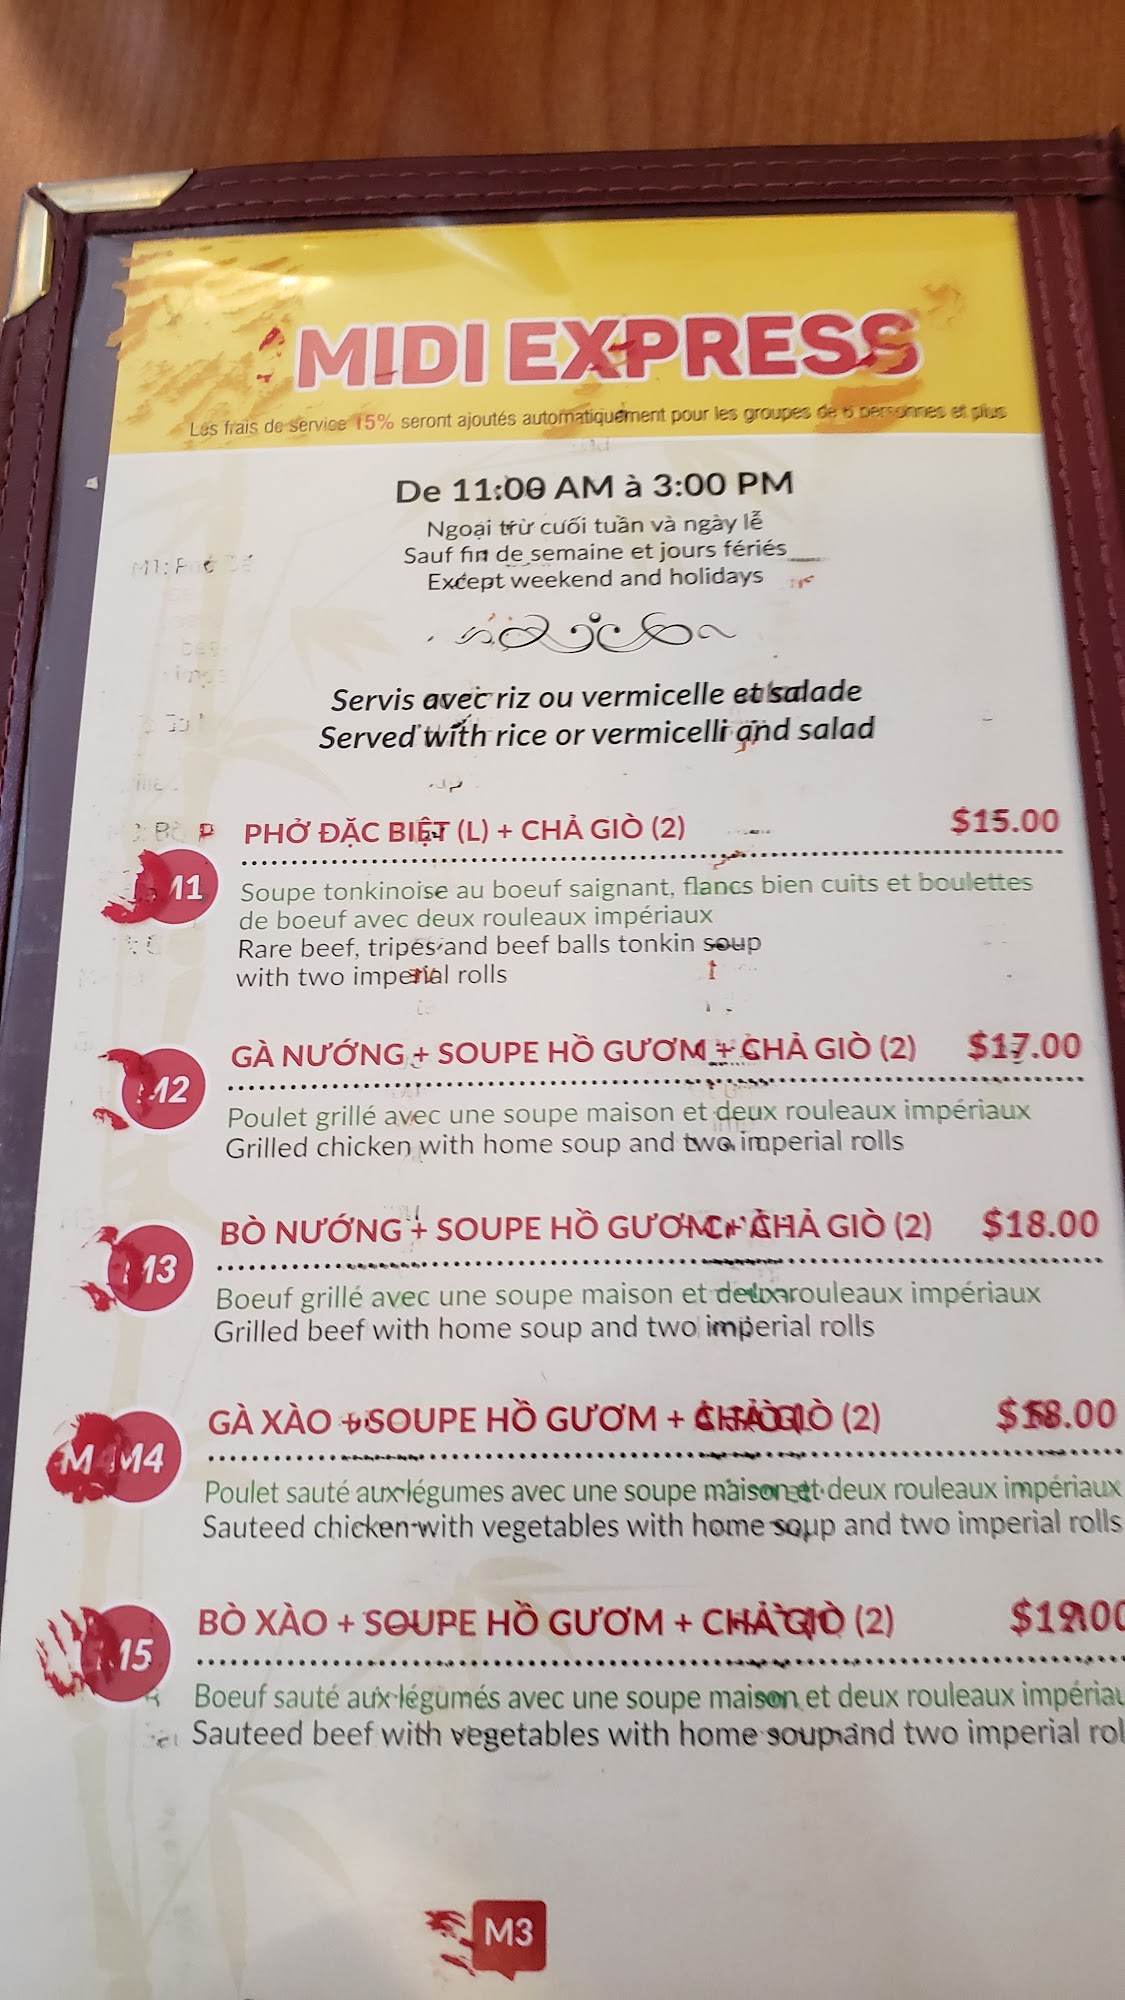 MIDI EXPRESS
Les frais de service 15% seront ajoutés automatiquement pour les groupes de 6 personnes et plus
De 11:00 AM à 3:00 PM
Ngoại trừ cuối tuần và ngày lễ
Sauf fin de semaine et jours fériés
Except weekend and holidays
Servis avec riz ou vermicelle et salade
Served with rice or vermicelli and salad
PHỞ ĐẶC BIỆT (L) + CHẢ GIÒ (2) $15.00
M1
Soupe tonkinoise au boeuf saignant, flancs bien cuits et boulettes
de boeuf avec deux rouleaux impériaux
Rare beef, tripes and beef balls tonkin soup
with two imperial rolls
GÀ NƯỚNG + SOUPE HỒ GƯƠM + CHẢ GIÒ (2) $17.00
M2
Poulet grillé avec une soupe maison et deux rouleaux impériaux
Grilled chicken with home soup and two imperial rolls
BÒ NƯỚNG + SOUPE HỒ GƯƠM + CHẢ GIÒ (2) $18.00
M3
Boeuf grillé avec une soupe maison et deux rouleaux impériaux
Grilled beef with home soup and two imperial rolls
GÀ XÀO + SOUPE HỒ GƯƠM + CHẢ GIÒ (2) $18.00
M4
Poulet sauté aux légumes avec une soupe maison et deux rouleaux impériaux
Sauteed chicken with vegetables with home soup and two imperial rolls
BÒ XÀO + SOUPE HỒ GƯƠM + CHẢ GIÒ (2) $19.00
M5
Boeuf sauté aux légumés avec une soupe maison et deux rouleaux impériau
Sauteed beef with vegetables with home soup and two imperial rol
M3